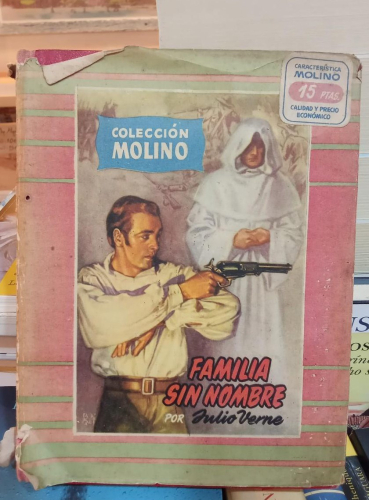 CARACTERÍSTICA
MOLINO
15 PTAS.
CALIDAD Y PRECIO
ECONÓMICO
COLECCIÓN
MOLINO
FAMILIA
SIN NOMBRE
POR Julio Verne